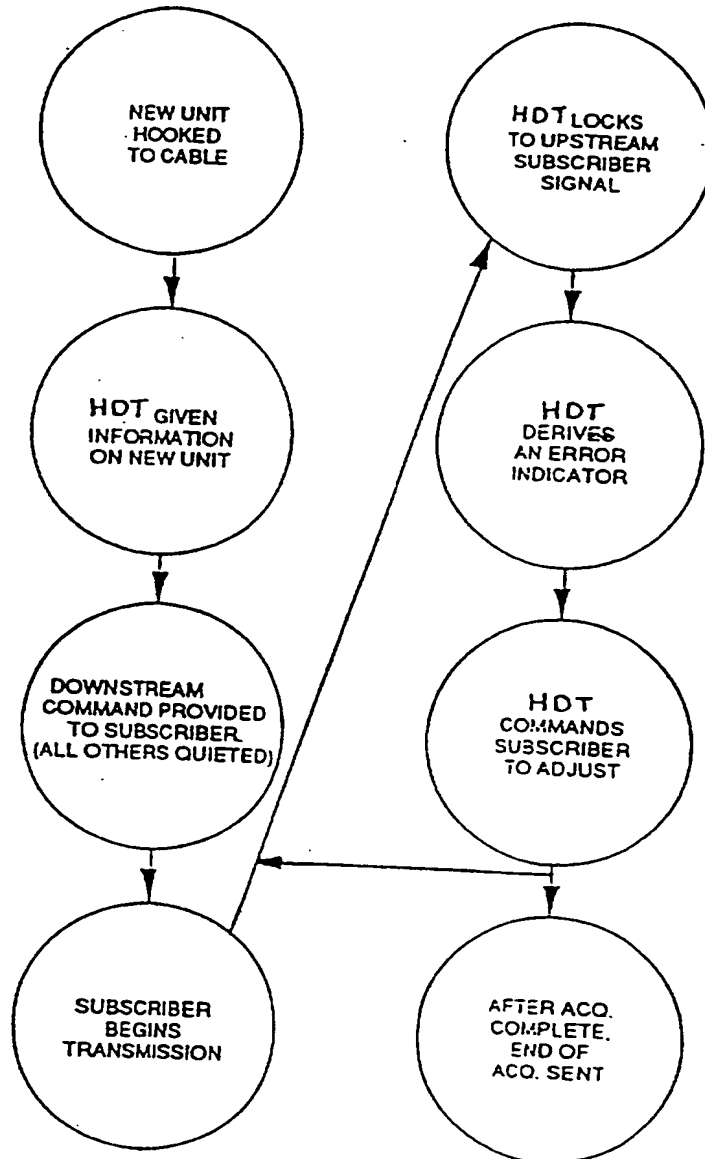 NEW UNIT
HOOKED
TO CABLE
HDT GIVEN
INFORMATION
ON NEW UNIT
DOWNSTREAM
COMMAND PROVIDED
TO SUBSCRIBER
(ALL OTHERS QUIETED)
SUBSCRIBER
BEGINS
TRANSMISSION
HDT LOCKS
TO UPSTREAM
SUBSCRIBER
SIGNAL
HDT
DERIVES
AN ERROR
INDICATOR
HDT
COMMANDS
SUBSCRIBER
TO ADJUST
AFTER ACQ.
COMPLETE,
END OF
ACQ. SENT